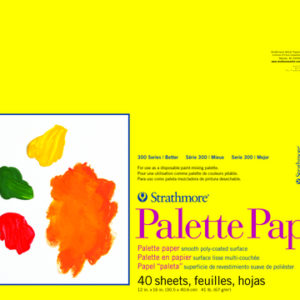 300 Series | Better   Série 300 | Mieux   Serie 300 | Mejor
For use as a disposable paint mixing palette.
Pour une utilisation comme palette de couleurs jetable.
Para uso como paleta mezcladora de pintura desechable.
Strathmore®
Palette Pap
Palette paper smooth poly-coated surface
Palette en papier surface lisse multi-couchée
Papel "paleta" superficie de revestimiento suave de poliéster
40 sheets, feuilles, hojas